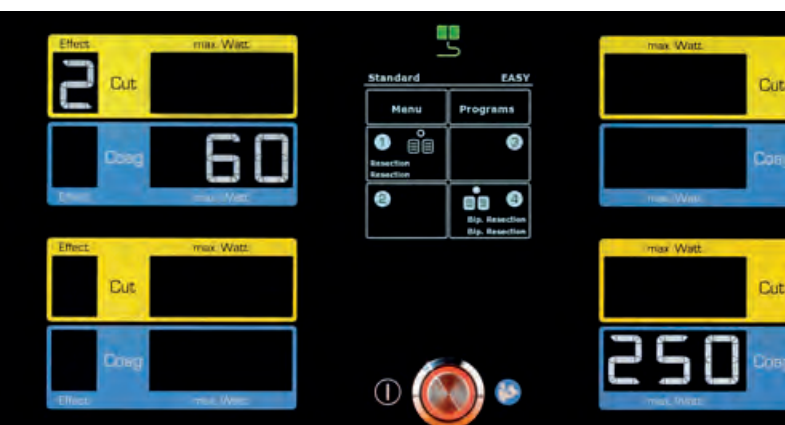 Effect max. Watt
2 Cut
Coag 60
Effect max. Watt
Effect max. Watt
Cut
Coag
Effect max. Watt
Standard EASY
Menu Programs
1 3
Resection
Resection
2 4
Bip. Resection
Bip. Resection
max. Watt
Cut
Coag
max. Watt
max. Watt
Cut
250 Coag
max. Watt